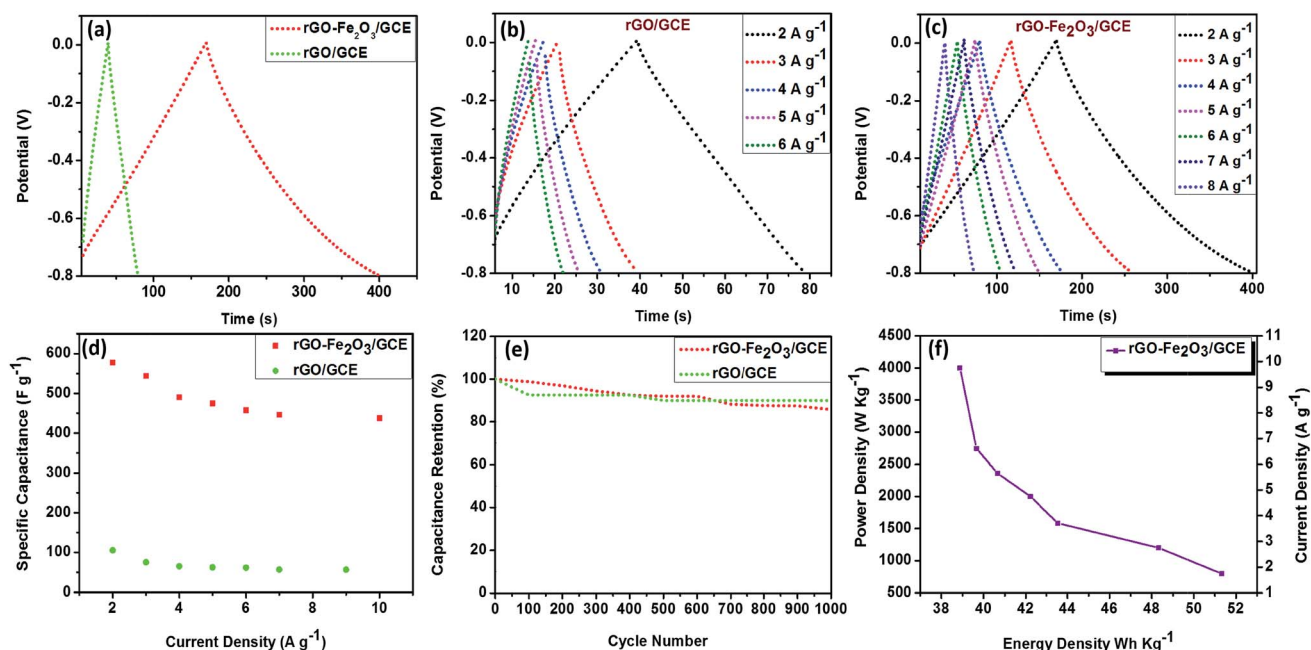 (a)
rGO-Fe₂O₃/GCE
rGO/GCE
0.0
-0.2
-0.4
-0.6
-0.8
100 200 300 400
Potential (V)
Time (s)
(b)
rGO/GCE
2 A g⁻¹
3 A g⁻¹
4 A g⁻¹
5 A g⁻¹
6 A g⁻¹
0.0
-0.2
-0.4
-0.6
-0.8
10 20 30 40 50 60 70 80
Potential (V)
Time (s)
(c)
rGO-Fe₂O₃/GCE
2 A g⁻¹
3 A g⁻¹
4 A g⁻¹
5 A g⁻¹
6 A g⁻¹
7 A g⁻¹
8 A g⁻¹
0.0
-0.2
-0.4
-0.6
-0.8
100 200 300 400
Potential (V)
Time (s)
(d)
rGO-Fe₂O₃/GCE
rGO/GCE
600
500
400
300
200
100
0
2 4 6 8 10
Specific Capacitance (F g⁻¹)
Current Density (A g⁻¹)
(e)
rGO-Fe₂O₃/GCE
rGO/GCE
120
100
80
60
40
20
0
0 100 200 300 400 500 600 700 800 900 1000
Capacitance Retention (%)
Cycle Number
(f)
rGO-Fe₂O₃/GCE
4500
4000
3500
3000
2500
2000
1500
1000
500
11
10
9
8
7
6
5
4
3
2
1
38 40 42 44 46 48 50 52
Power Density (W Kg⁻¹)
Current Density (A g⁻¹)
Energy Density Wh Kg⁻¹